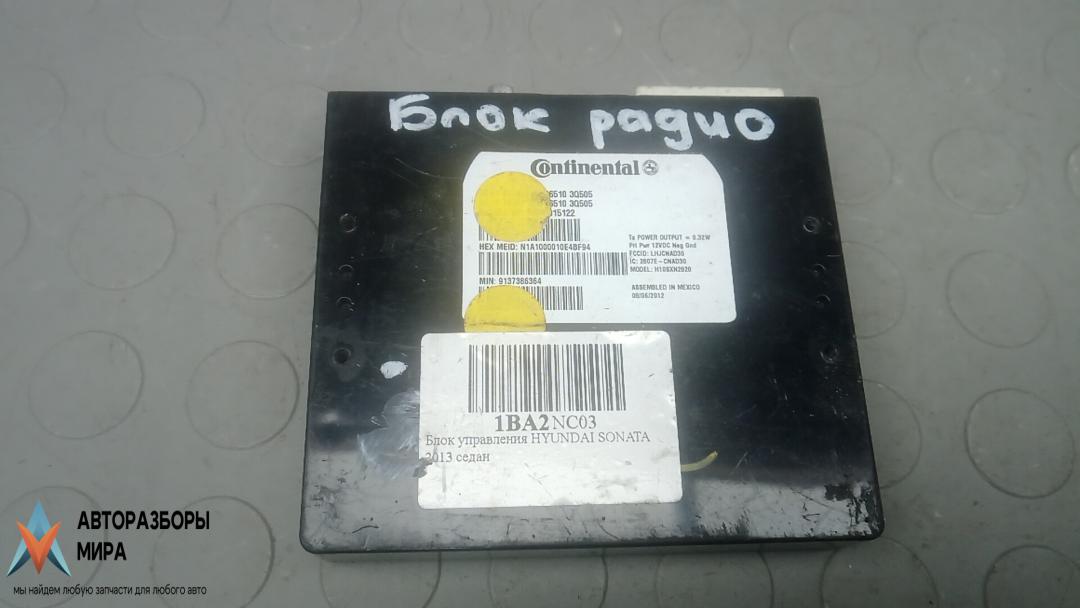 Блок радио
Continental
6510 3Q505
6510 3Q505
15122
HEX MEID: N1A1000010E4BF94
MIN: 9137386364
Tx POWER OUTPUT = 0.32W
PH Pwr 12VDC Neg Gnd
FCCID: LHJCNAD30
IC: 2807E-CNAD30
MODEL: H10SXN2020
ASSEMBLED IN MEXICO
08/06/2012
1BA2NC03
Блок управления HYUNDAI SONATA
2013 седан
АВТОРАЗБОРЫ
МИРА
мы найдем любую запчасти для любого авто